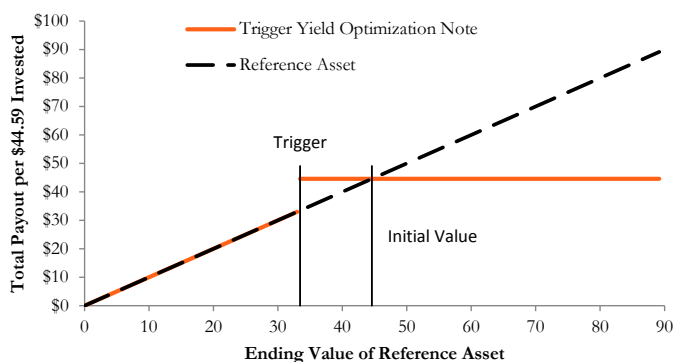 Total Payout per $44.59 Invested
$100
$90
$80
$70
$60
$50
$40
$30
$20
$10
$0
Trigger Yield Optimization Note
Reference Asset
Trigger
Initial Value
0 10 20 30 40 50 60 70 80 90
Ending Value of Reference Asset